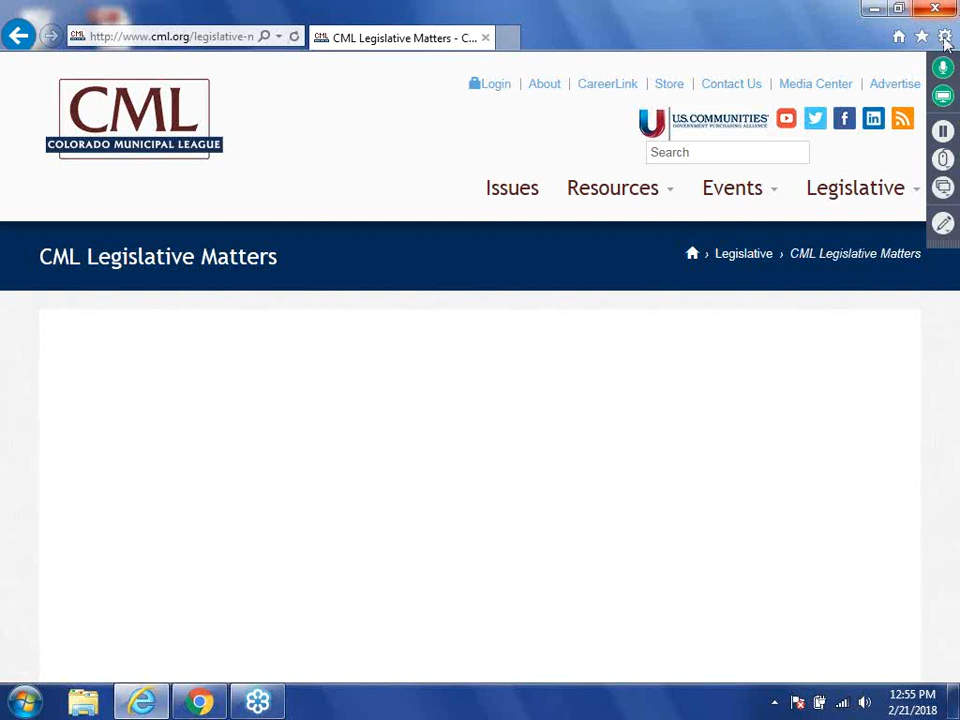 http://www.cml.org/legislative-n
CML Legislative Matters - C...
CML
COLORADO MUNICIPAL LEAGUE
Login | About | CareerLink | Store | Contact Us | Media Center | Advertise
U.S. COMMUNITIES
GOVERNMENT PURCHASING ALLIANCE
Search
Issues Resources Events Legislative
CML Legislative Matters
› Legislative › CML Legislative Matters
12:55 PM
2/21/2018